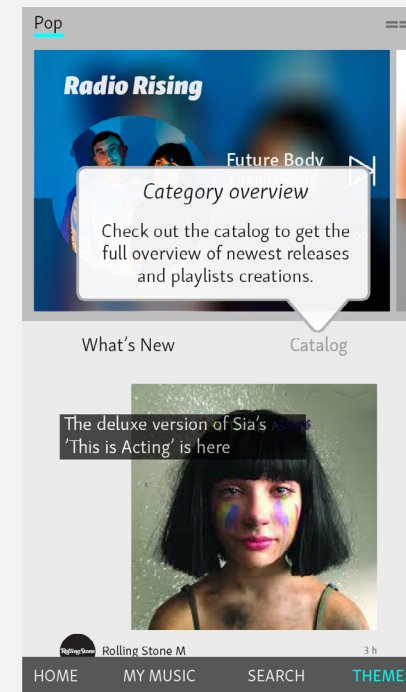 Pop
Radio Rising
Future Body
Category overview
Check out the catalog to get the
full overview of newest releases
and playlists creations.
What's New
Catalog
The deluxe version of Sia's
'This is Acting' is here
RollingStone
Rolling Stone M
3 h
HOME
MY MUSIC
SEARCH
THEME